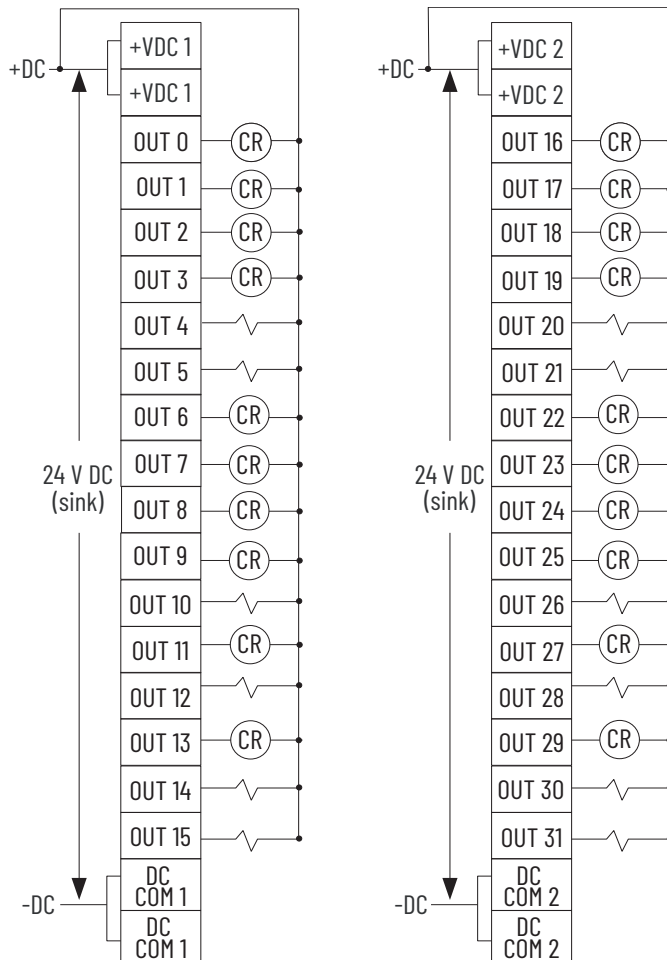 +DC
+VDC 1
+VDC 1
OUT 0 CR
OUT 1 CR
OUT 2 CR
OUT 3 CR
OUT 4
OUT 5
OUT 6 CR
OUT 7 CR
OUT 8 CR
OUT 9 CR
OUT 10
OUT 11 CR
OUT 12
OUT 13 CR
OUT 14
OUT 15
24 V DC
(sink)
-DC
DC
COM 1
DC
COM 1
+DC
+VDC 2
+VDC 2
OUT 16 CR
OUT 17 CR
OUT 18 CR
OUT 19 CR
OUT 20
OUT 21
OUT 22 CR
OUT 23 CR
OUT 24 CR
OUT 25 CR
OUT 26
OUT 27 CR
OUT 28
OUT 29 CR
OUT 30
OUT 31
24 V DC
(sink)
-DC
DC
COM 2
DC
COM 2